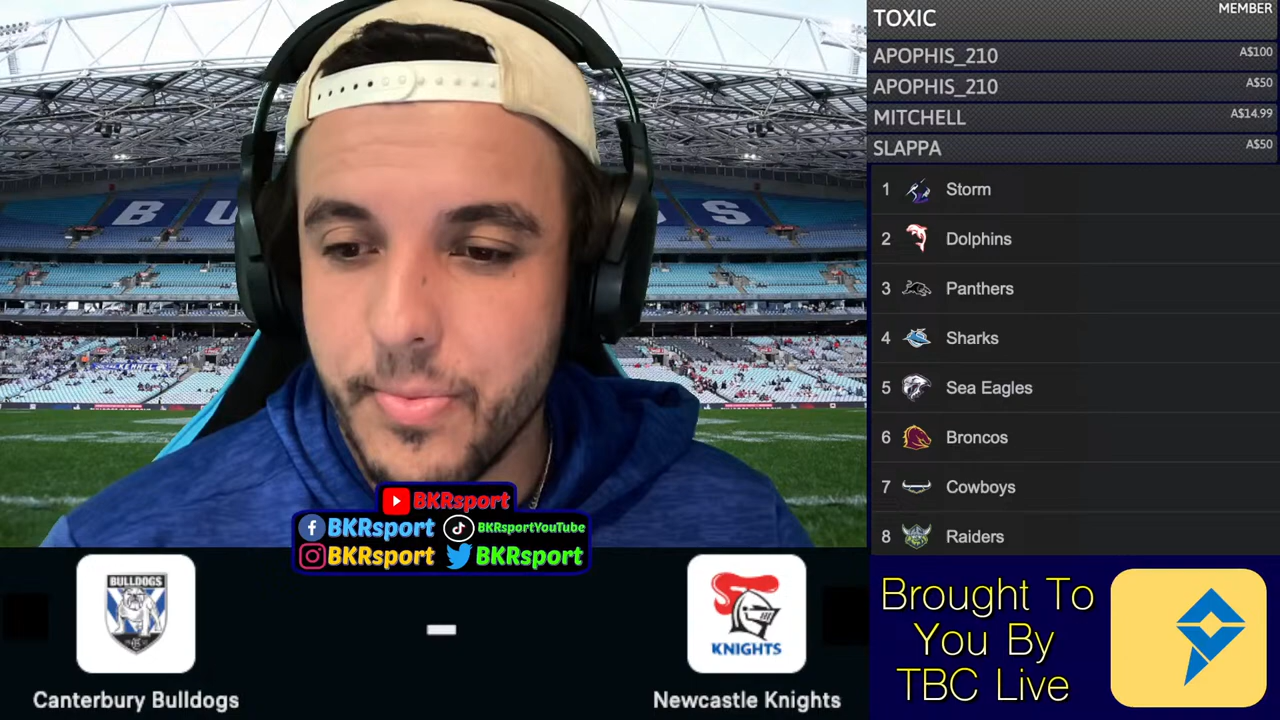 TOXIC MEMBER
APOPHIS_210 A$100
APOPHIS_210 A$50
MITCHELL A$14.99
SLAPPA A$50
1 Storm
2 Dolphins
3 Panthers
4 Sharks
5 Sea Eagles
6 Broncos
7 Cowboys
8 Raiders
B U S
BKRsport
BKRsport BKRsportYouTube
BKRsport BKRsport
BULLDOGS
KNIGHTS
Canterbury Bulldogs
-
Newcastle Knights
Brought To
You By
TBC Live